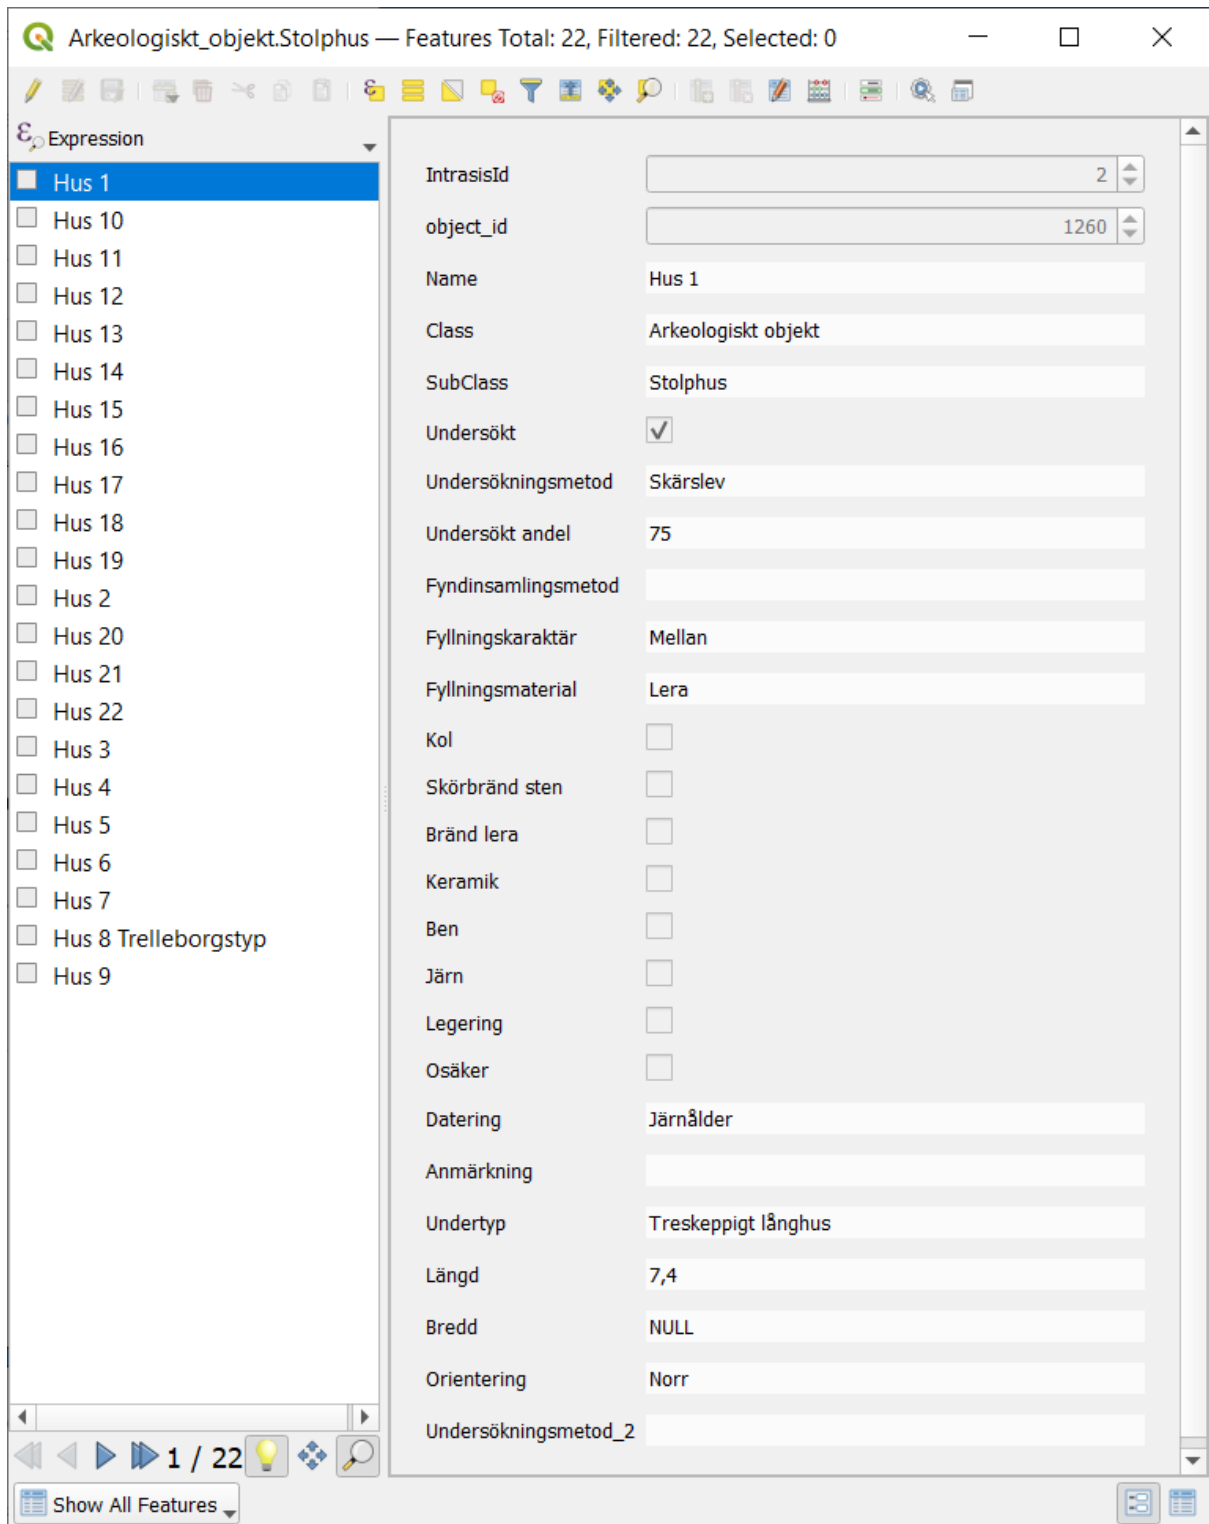 Arkeologiskt_objekt.Stolphus — Features Total: 22, Filtered: 22, Selected: 0
Expression
Hus 1
Hus 10
Hus 11
Hus 12
Hus 13
Hus 14
Hus 15
Hus 16
Hus 17
Hus 18
Hus 19
Hus 2
Hus 20
Hus 21
Hus 22
Hus 3
Hus 4
Hus 5
Hus 6
Hus 7
Hus 8 Trelleborgstyp
Hus 9
1 / 22
Show All Features
IntrasisId 2
object_id 1260
Name Hus 1
Class Arkeologiskt objekt
SubClass Stolphus
Undersökt
Undersökningsmetod Skärslev
Undersökt andel 75
Fyndinsamlingsmetod
Fyllningskaraktär Mellan
Fyllningsmaterial Lera
Kol
Skörbränd sten
Bränd lera
Keramik
Ben
Järn
Legering
Osäker
Datering Järnålder
Anmärkning
Undertyp Treskeppigt långhus
Längd 7,4
Bredd NULL
Orientering Norr
Undersökningsmetod_2